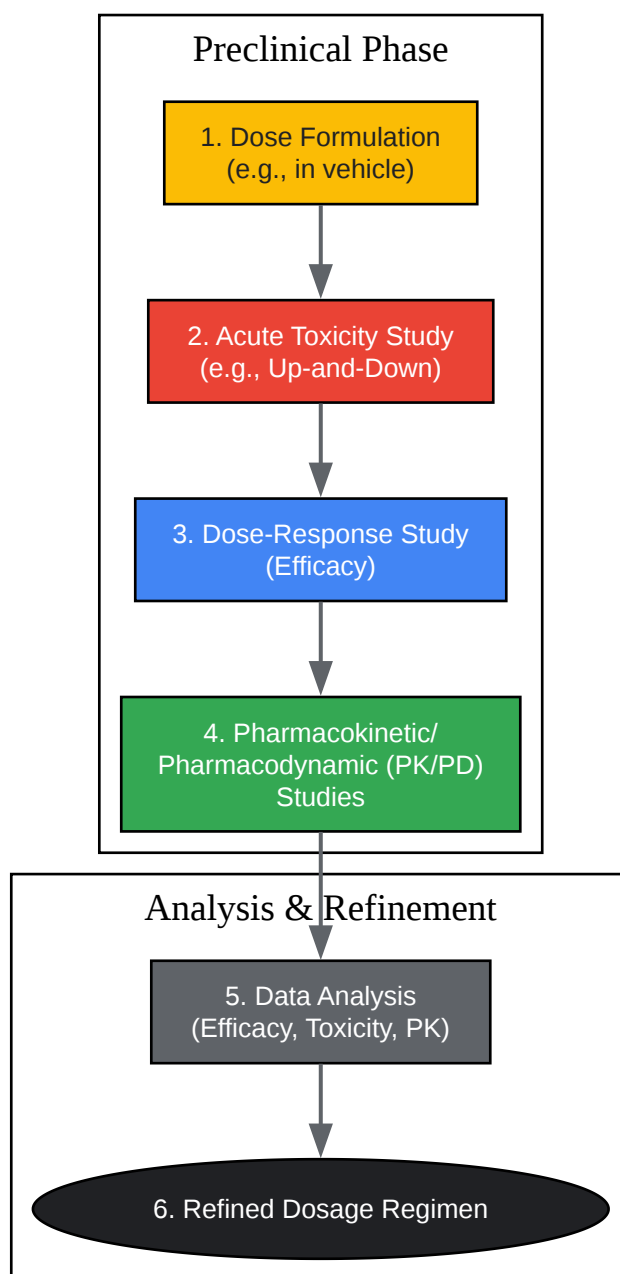 Preclinical Phase
1. Dose Formulation
(e.g., in vehicle)
2. Acute Toxicity Study
(e.g., Up-and-Down)
3. Dose-Response Study
(Efficacy)
4. Pharmacokinetic/
Pharmacodynamic (PK/PD)
Studies
Analysis & Refinement
5. Data Analysis
(Efficacy, Toxicity, PK)
6. Refined Dosage Regimen